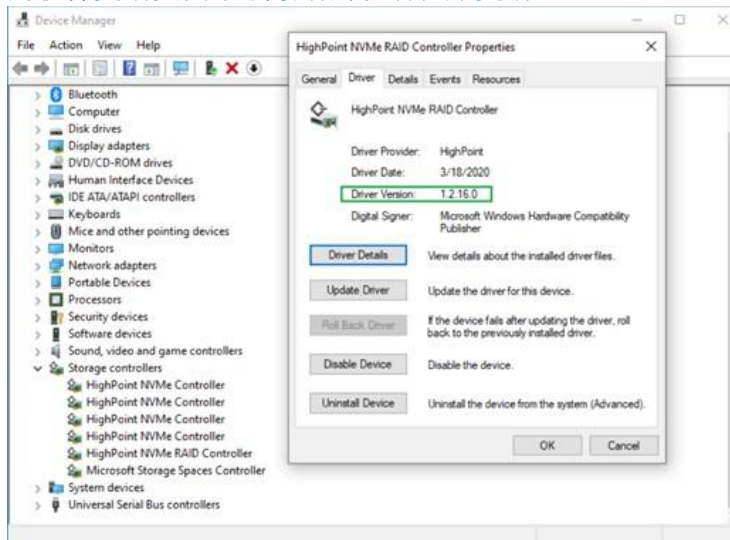 Device Manager
File Action View Help
Bluetooth
Computer
Disk drives
Display adapters
DVD/CD-ROM drives
Human Interface Devices
IDE ATA/ATAPI controllers
Keyboards
Mice and other pointing devices
Monitors
Network adapters
Portable Devices
Processors
Security devices
Software devices
Sound, video and game controllers
Storage controllers
HighPoint NVMe Controller
HighPoint NVMe Controller
HighPoint NVMe Controller
HighPoint NVMe Controller
HighPoint NVMe RAID Controller
Microsoft Storage Spaces Controller
System devices
Universal Serial Bus controllers
HighPoint NVMe RAID Controller Properties
General Driver Details Events Resources
HighPoint NVMe RAID Controller
Driver Provider: HighPoint
Driver Date: 3/18/2020
Driver Version: 1.2.16.0
Digital Signer: Microsoft Windows Hardware Compatibility
Publisher
Driver Details View details about the installed driver files.
Update Driver Update the driver for this device.
Roll Back Driver If the device fails after updating the driver, roll
back to the previously installed driver.
Disable Device Disable the device.
Uninstall Device Uninstall the device from the system (Advanced).
OK Cancel